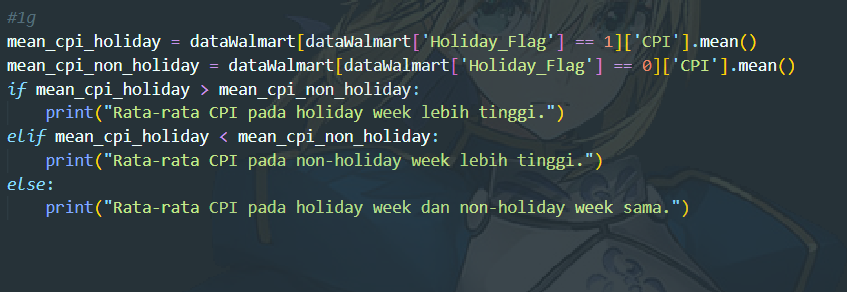 #1g
mean_cpi_holiday = dataWalmart[dataWalmart['Holiday_Flag'] == 1]['CPI'].mean()
mean_cpi_non_holiday = dataWalmart[dataWalmart['Holiday_Flag'] == 0]['CPI'].mean()
if mean_cpi_holiday > mean_cpi_non_holiday:
    print("Rata-rata CPI pada holiday week lebih tinggi.")
elif mean_cpi_holiday < mean_cpi_non_holiday:
    print("Rata-rata CPI pada non-holiday week lebih tinggi.")
else:
    print("Rata-rata CPI pada holiday week dan non-holiday week sama.")